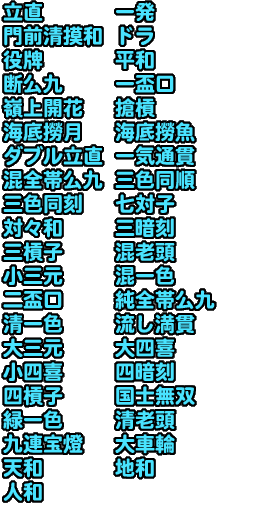 立直 一発
門前清摸和 ドラ
役牌 平和
断ム九 一盃口
嶺上開花 搶槓
海底撈月 海底撈魚
ダブル立直 一気通貫
混全帯ム九 三色同順
三色同刻 七対子
対々和 三暗刻
三槓子 混老頭
小三元 混一色
二盃口 純全帯ム九
清一色 流し満貫
大三元 大四喜
小四喜 四暗刻
四槓子 国士無双
緑一色 清老頭
九連宝燈 大車輪
天和 地和
人和